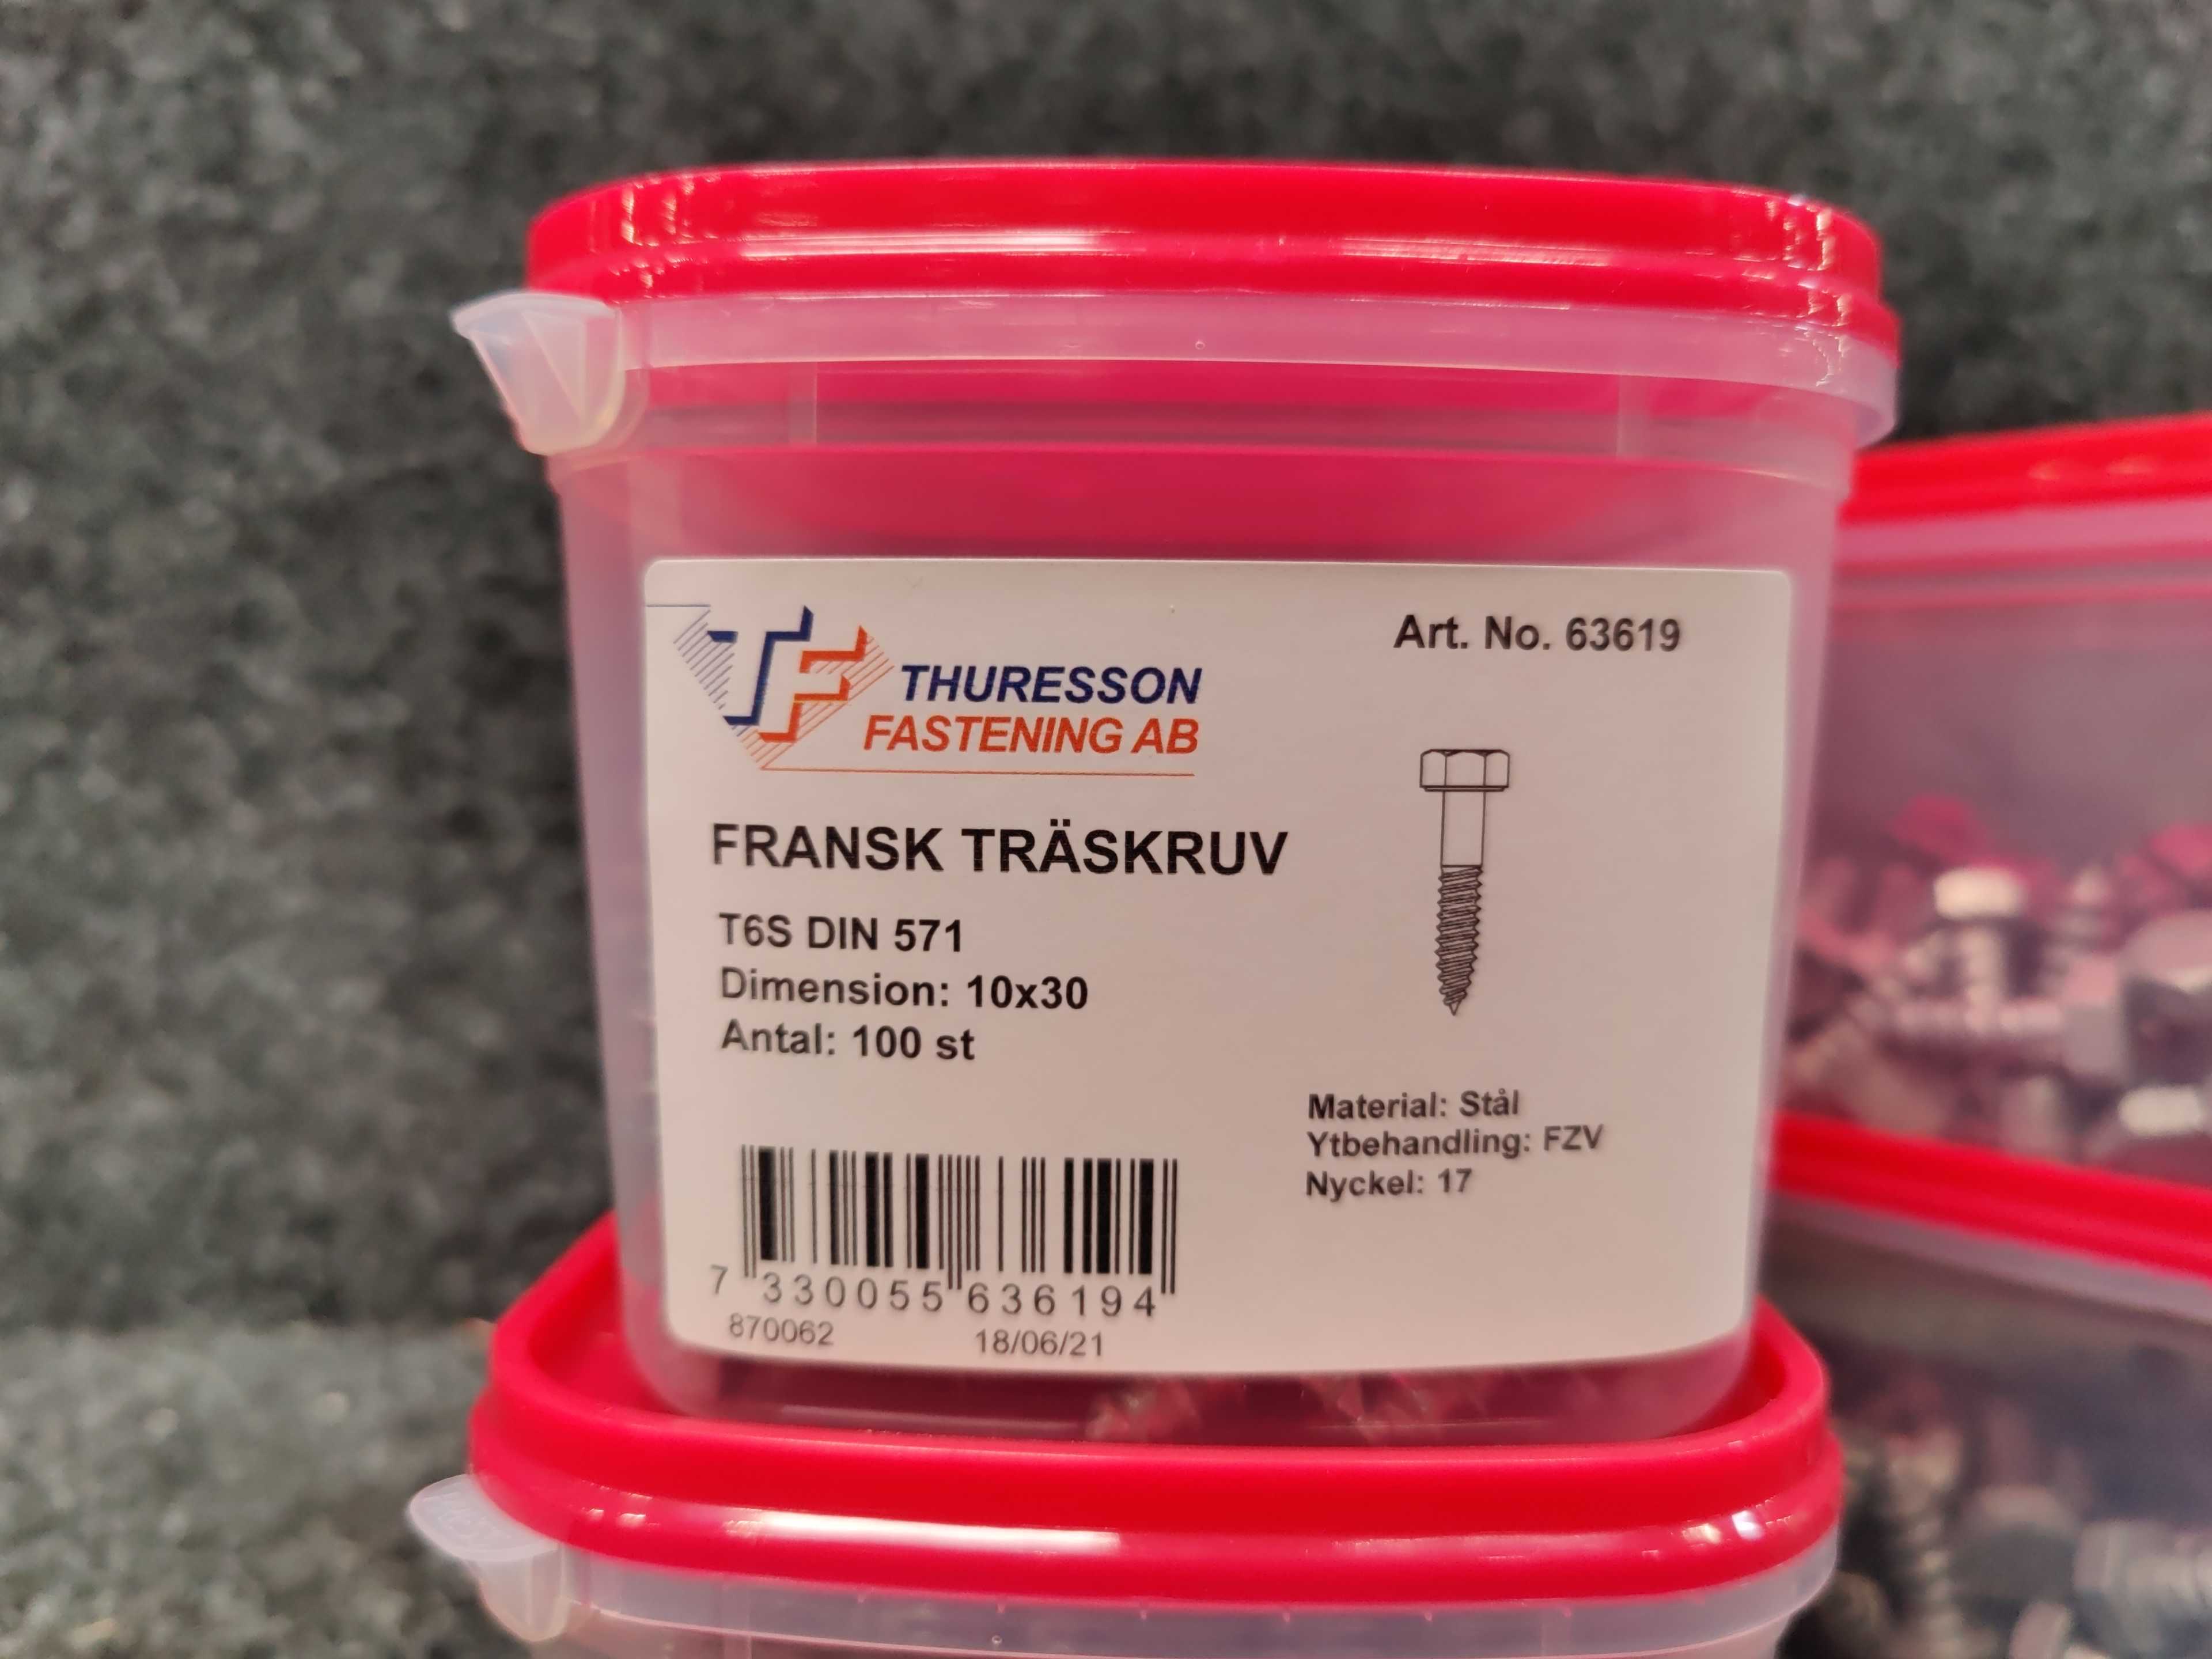 THURESSON
FASTENING AB
Art. No. 63619
FRANSK TRÄSKRUV
T6S DIN 571
Dimension: 10x30
Antal: 100 st
Material: Stål
Ytbehandling: FZV
Nyckel: 17
7 330055 636194
870062 18/06/21